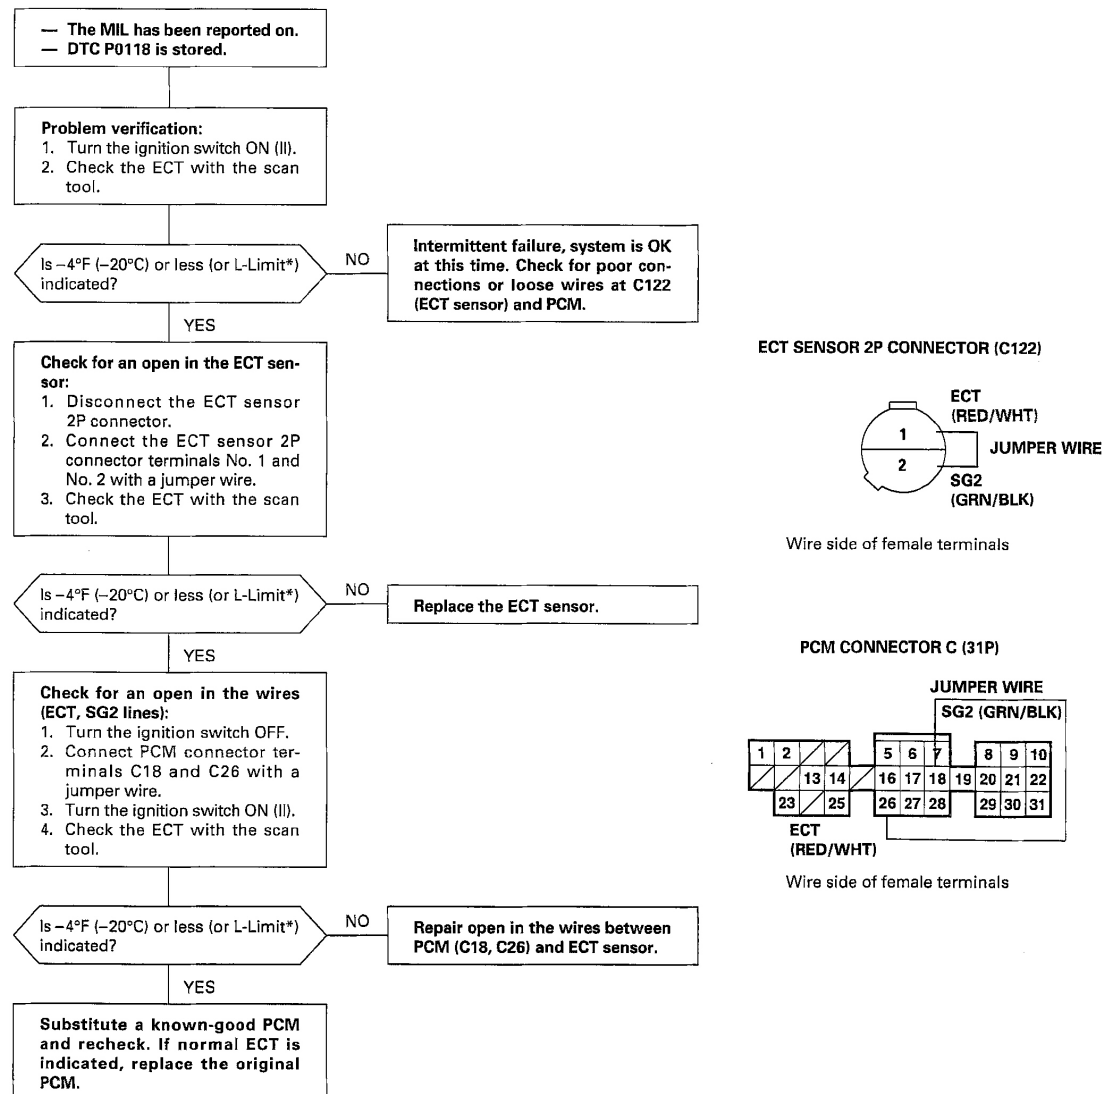 — The MIL has been reported on.
— DTC P0118 is stored.
Problem verification:
1. Turn the ignition switch ON (II).
2. Check the ECT with the scan
tool.
Is –4°F (–20°C) or less (or L-Limit*)
indicated?
NO
Intermittent failure, system is OK
at this time. Check for poor con-
nections or loose wires at C122
(ECT sensor) and PCM.
YES
Check for an open in the ECT sen-
sor:
1. Disconnect the ECT sensor
2P connector.
2. Connect the ECT sensor 2P
connector terminals No. 1 and
No. 2 with a jumper wire.
3. Check the ECT with the scan
tool.
Is –4°F (–20°C) or less (or L-Limit*)
indicated?
NO
Replace the ECT sensor.
YES
Check for an open in the wires
(ECT, SG2 lines):
1. Turn the ignition switch OFF.
2. Connect PCM connector ter-
minals C18 and C26 with a
jumper wire.
3. Turn the ignition switch ON (II).
4. Check the ECT with the scan
tool.
Is –4°F (–20°C) or less (or L-Limit*)
indicated?
NO
Repair open in the wires between
PCM (C18, C26) and ECT sensor.
YES
Substitute a known-good PCM
and recheck. If normal ECT is
indicated, replace the original
PCM.
ECT SENSOR 2P CONNECTOR (C122)
ECT
(RED/WHT)
1
JUMPER WIRE
2
SG2
(GRN/BLK)
Wire side of female terminals
PCM CONNECTOR C (31P)
JUMPER WIRE
SG2 (GRN/BLK)
1 2 5 6 7 8 9 10
13 14 16 17 18 19 20 21 22
23 25 26 27 28 29 30 31
ECT
(RED/WHT)
Wire side of female terminals